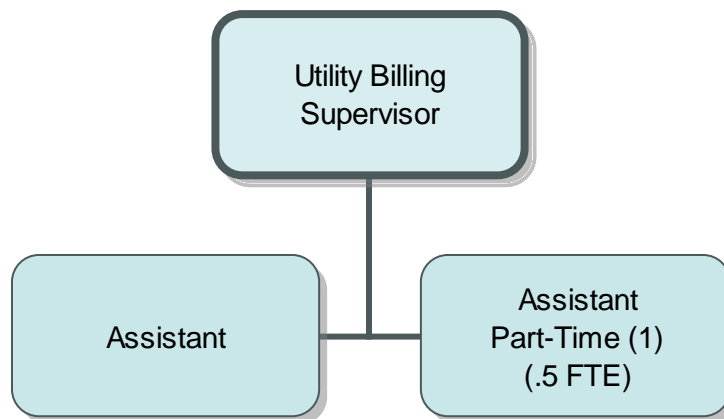 Utility Billing
Supervisor
Assistant
Assistant
Part-Time (1)
(.5 FTE)